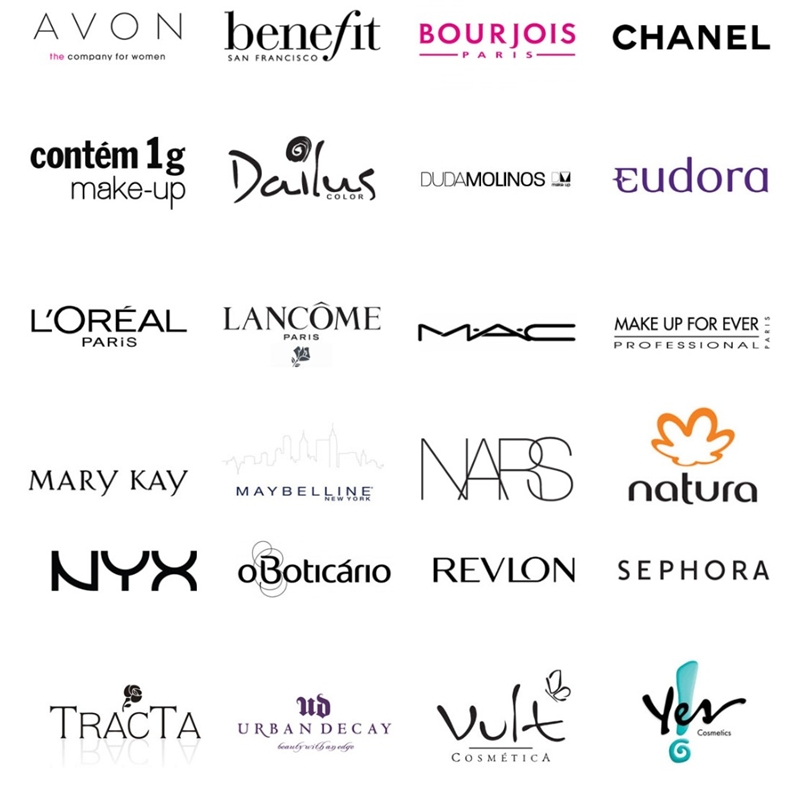 AVON
the company for women
benefit
SAN FRANCISCO
BOURJOIS
PARIS
CHANEL
contém 1g
make-up
Dailus
COLOR
DUDAMOLINOS
make up
eudora
L'ORÉAL
PARiS
LANCÔME
PARIS
M·A·C
MAKE UP FOR EVER
PROFESSIONAL
PARIS
MARY KAY
MAYBELLINE
NEW YORK
NARS
natura
NYX
oBoticário
REVLON
SEPHORA
TRACTA
ud
URBAN DECAY
beauty with an edge
Vult
COSMÉTICA
Yes
Cosmetics